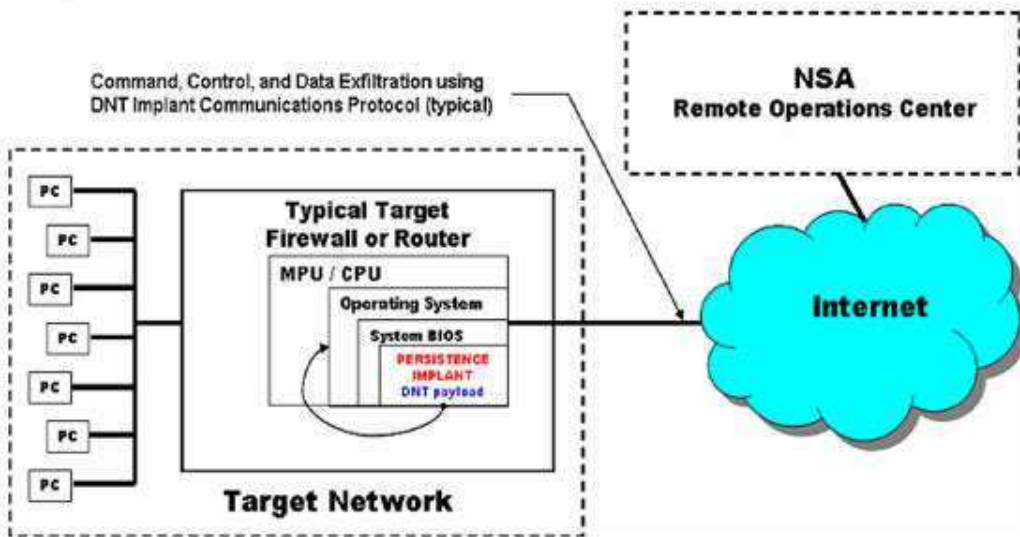 Command, Control, and Data Exfiltration using
DNT Implant Communications Protocol (typical)
NSA
Remote Operations Center
PC
PC
PC
PC
PC
PC
PC
Typical Target
Firewall or Router
MPU / CPU
Operating System
System BIOS
PERSISTENCE
IMPLANT
DNT payload
Internet
Target Network